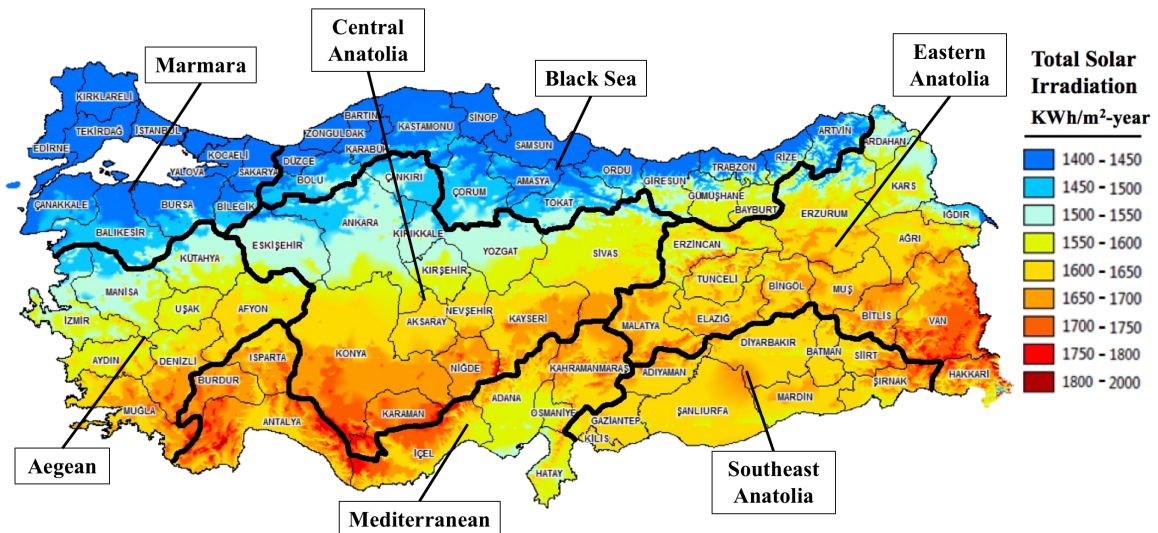 Central
Anatolia
Eastern
Anatolia
Marmara
Black Sea
Total Solar
Irradiation
KWh/m²-year
1400 - 1450
1450 - 1500
1500 - 1550
1550 - 1600
1600 - 1650
1650 - 1700
1700 - 1750
1750 - 1800
1800 - 2000
KIRKLARELİ
TEKİRDAĞ
İSTANBUL
EDİRNE
KOCAELİ
YALOVA
SAKARYA
DÜZCE
BOLU
ZONGULDAK
BARTIN
KARABÜK
KASTAMONU
SİNOP
SAMSUN
ÇANKIRI
ÇORUM
AMASYA
TOKAT
ORDU
GİRESUN
TRABZON
RİZE
ARTVİN
ARDAHAN
GÜMÜŞHANE
BAYBURT
KARS
ERZURUM
IĞDIR
AĞRI
ÇANAKKALE
BURSA
BİLECİK
BALIKESİR
KÜTAHYA
ESKİŞEHİR
ANKARA
KIRIKKALE
YOZGAT
SİVAS
ERZİNCAN
KIRŞEHİR
TUNCELİ
BİNGÖL
MUŞ
BİTLİS
VAN
MANİSA
UŞAK
AFYON
İZMİR
NEVŞEHİR
AKSARAY
KAYSERİ
MALATYA
ELAZIĞ
DİYARBAKIR
BATMAN
SİİRT
AYDIN
DENİZLİ
ISPARTA
BURDUR
KONYA
NİĞDE
KAHRAMANMARAŞ
ADIYAMAN
ŞIRNAK
HAKKARİ
MARDİN
MUĞLA
ANTALYA
KARAMAN
ADANA
OSMANİYE
GAZİANTEP
ŞANLIURFA
KİLİS
İÇEL
HATAY
Aegean
Mediterranean
Southeast
Anatolia